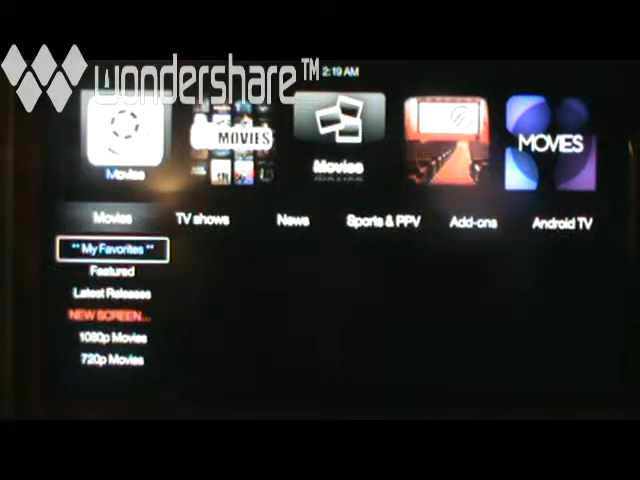 wondershare™
2:19 AM
Movies
MOVIES
Movies
MOVIES
Movies TV shows News Sports & PPV Add-ons Android TV
** My Favorites **
Featured
Latest Releases
NEW SCREEN...
1080p Movies
720p Movies